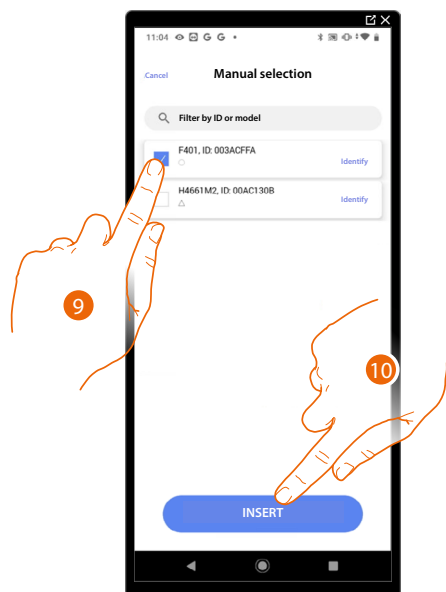 11:04 G G
Cancel
Manual selection
Filter by ID or model
F401, ID: 003ACFFA
Identify
H4661M2, ID: 00AC130B
Identify
9
10
INSERT